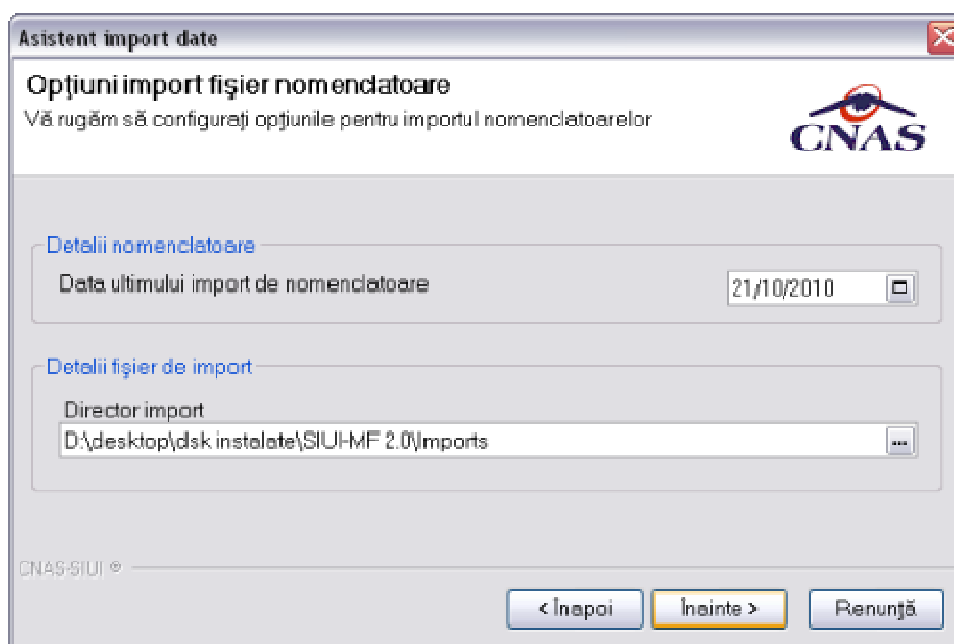 Asistent import date
Opţiuni import fişier nomenclatoare
Vă rugăm să configuraţi opţiunile pentru importul nomenclatoarelor
CNAS
Detalii nomenclatoare
Data ultimului import de nomenclatoare
21/10/2010
Detalii fişier de import
Director import
D:\desktop\dsk instalate\SIUI-MF 2.0\Imports
...
CNAS-SIUI ®
< Înapoi
Înainte >
Renunţă